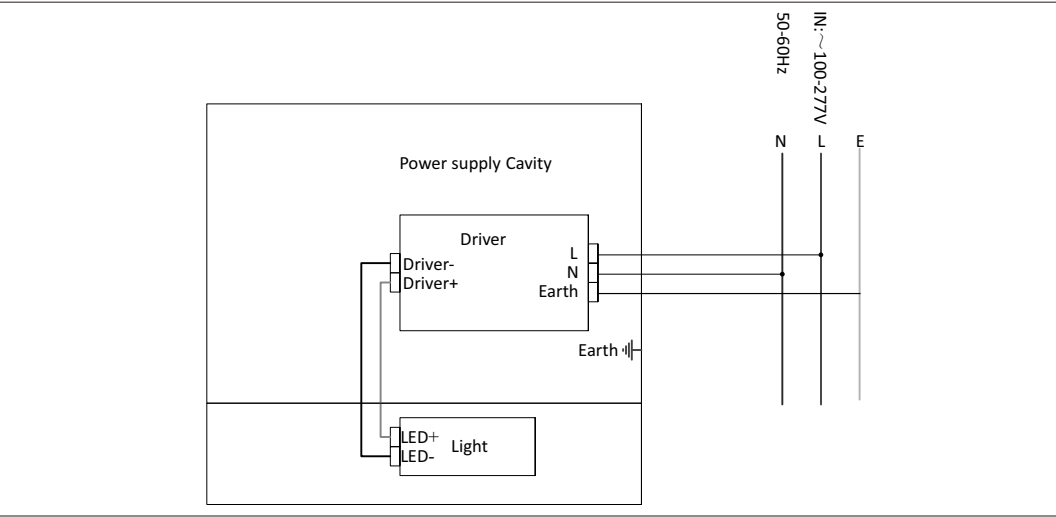 IN:～100-277V
50-60Hz
N L E
Power supply Cavity
Driver
Driver-
Driver+
L
N
Earth
Earth
LED+
LED-
Light